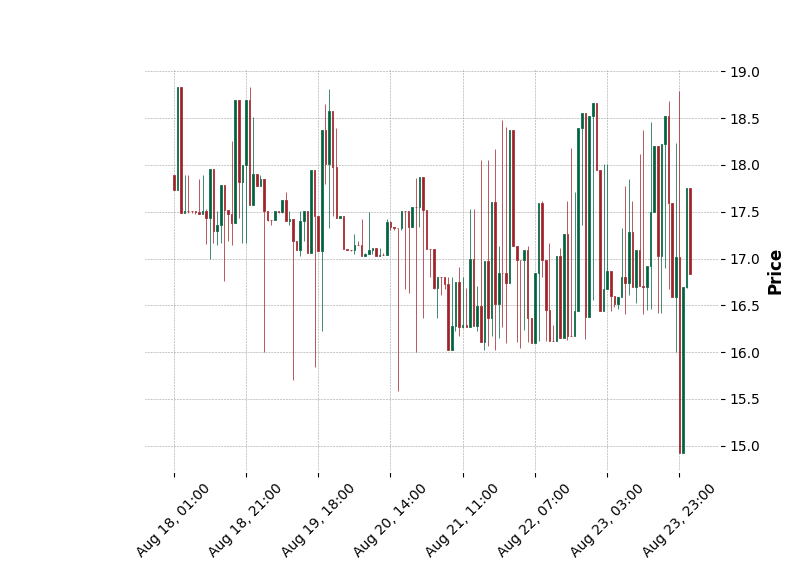 19.0
18.5
18.0
17.5
17.0
16.5
16.0
15.5
15.0
Price
Aug 18, 01:00
Aug 18, 21:00
Aug 19, 18:00
Aug 20, 14:00
Aug 21, 11:00
Aug 22, 07:00
Aug 23, 03:00
Aug 23, 23:00